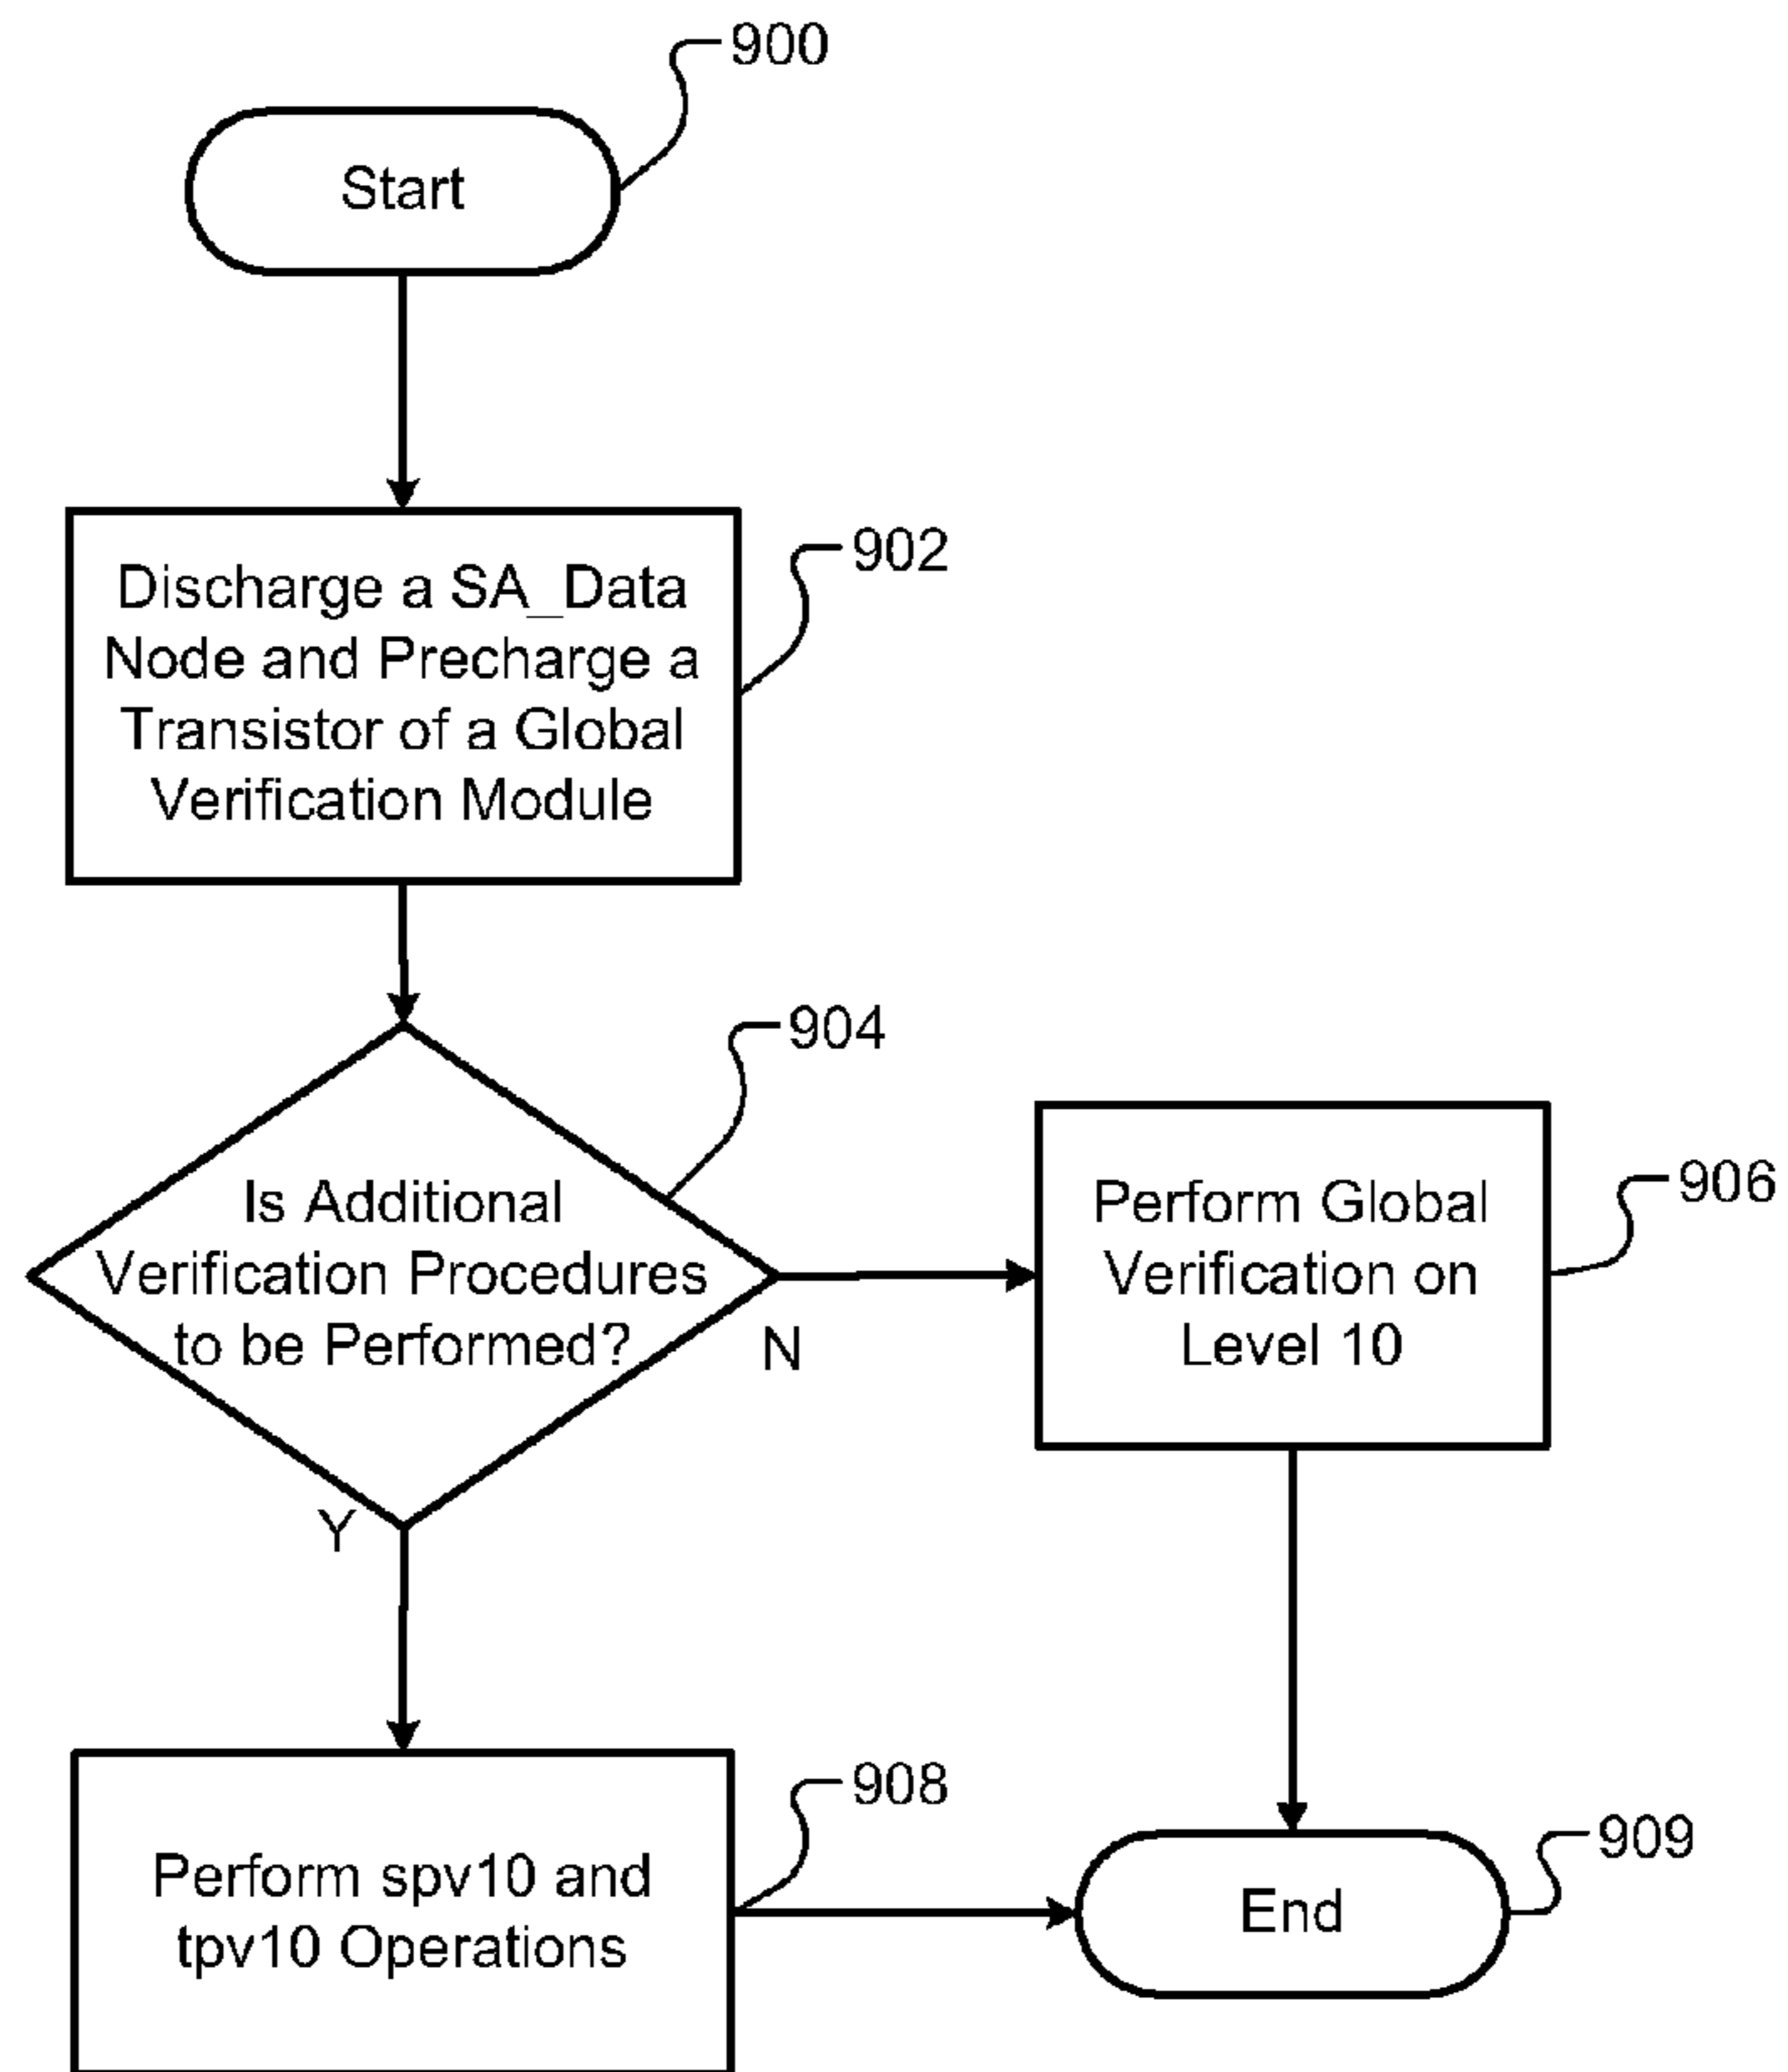 900
Start
Discharge a SA_Data
Node and Precharge a
Transistor of a Global
Verification Module
902
904
Is Additional
Verification Procedures
to be Performed?
N
Y
Perform Global
Verification on
Level 10
906
Perform spv10 and
tpv10 Operations
908
End
909